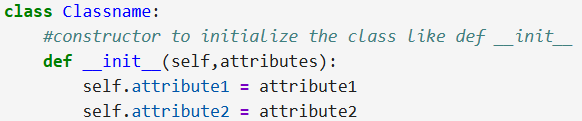 class Classname:
    #constructor to initialize the class like def __init__
    def __init__(self,attributes):
        self.attribute1 = attribute1
        self.attribute2 = attribute2